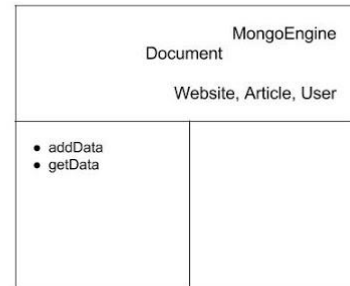 MongoEngine
Document
Website, Article, User
● addData
● getData